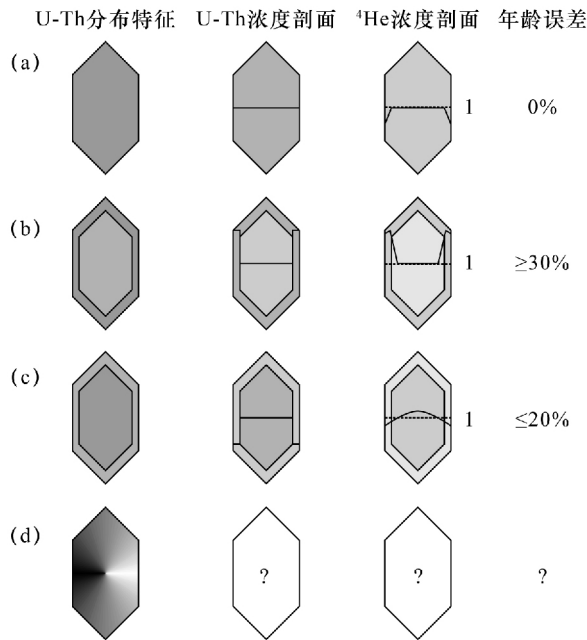 U-Th分布特征 U-Th浓度剖面 ⁴He浓度剖面 年龄误差
(a) 1 0%
(b) 1 ≥30%
(c) 1 ≤20%
(d) ? ? ?